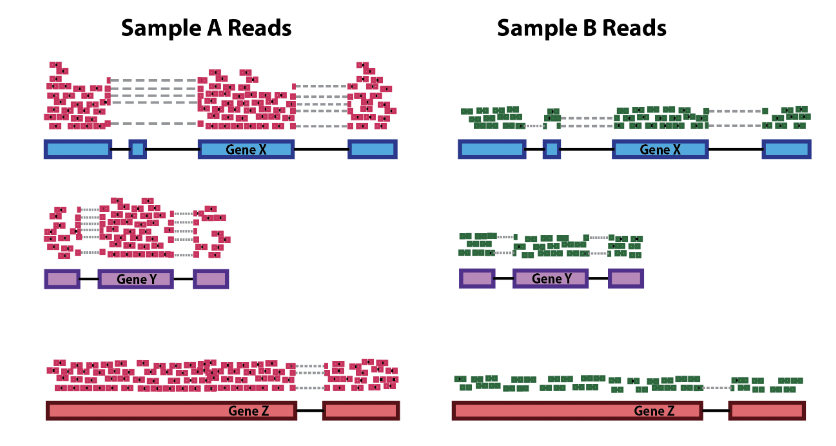 Sample A Reads
Sample B Reads
Gene X
Gene X
Gene Y
Gene Y
Gene Z
Gene Z